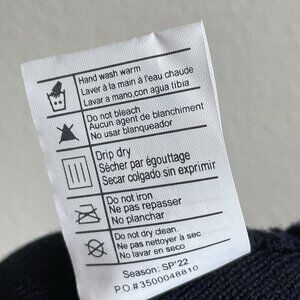 Hand wash warm
Laver à la main à l'eau chaude
Lavar a mano,con agua tibia
Do not bleach
Aucun agent de blanchiment
No usar blanqueador
Drip dry
Sécher par égouttage
Secar colgado sin exprimir
Do not iron
Ne pas repasser
No planchar
Do not dry clean.
Ne pas nettoyer à sec
No lavar en seco
Season: SP'22
P.O.#3500048810